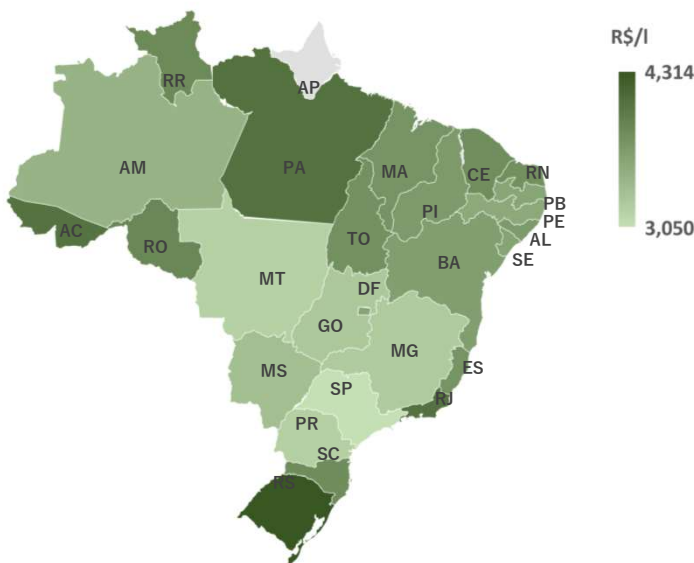 R$/l
4,314
3,050
RR
AP
AM
PA
MA
CE
RN
PI
PB
PE
AC
RO
TO
AL
SE
BA
MT
DF
GO
MG
MS
ES
SP
RJ
PR
SC
RS